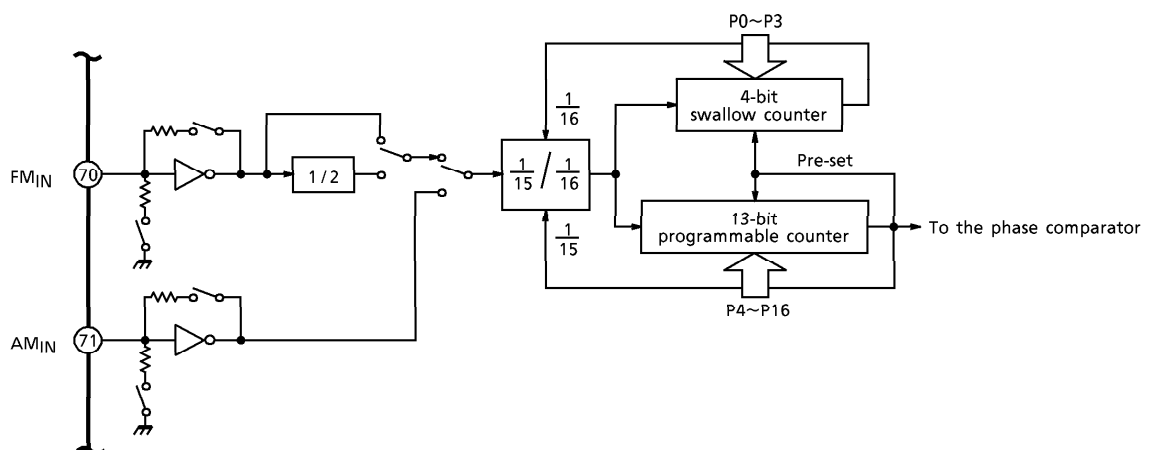 P0~P3
4-bit
swallow counter
1
16
FMIN
70
1/2
1
15
/
1
16
Pre-set
13-bit
programmable counter
To the phase comparator
1
15
P4~P16
AMIN
71